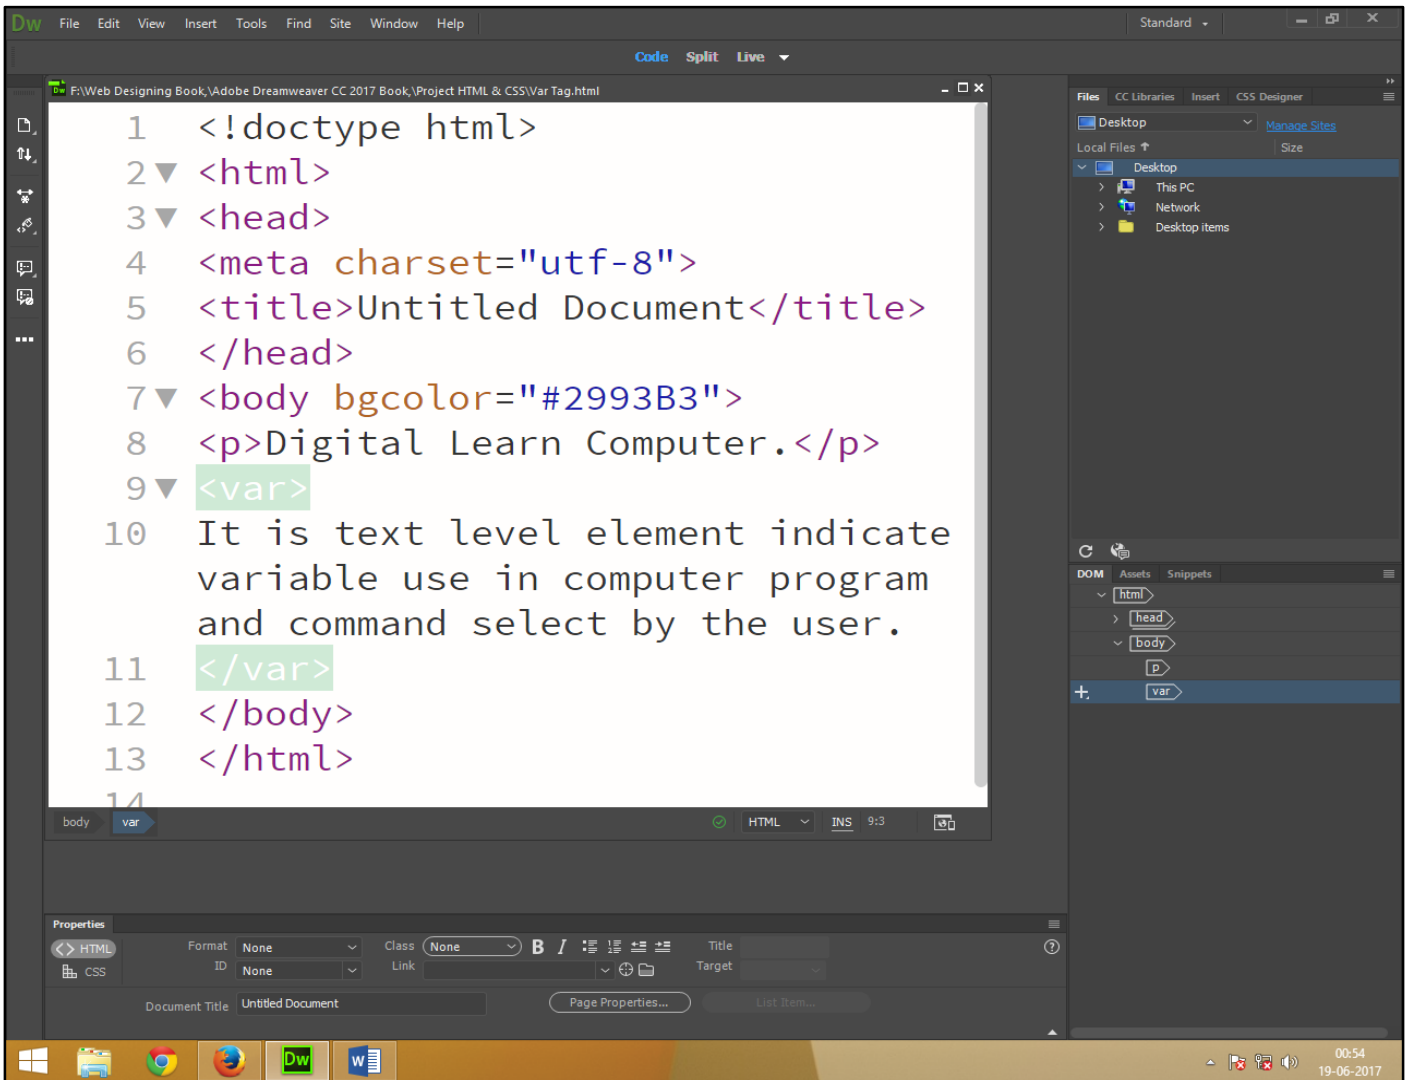 Dw File Edit View Insert Tools Find Site Window Help Standard
Code Split Live
Dw F:\Web Designing Book,\Adobe Dreamweaver CC 2017 Book,\Project HTML & CSS\Var Tag.html
1 <!doctype html>
2 <html>
3 <head>
4 <meta charset="utf-8">
5 <title>Untitled Document</title>
6 </head>
7 <body bgcolor="#2993B3">
8 <p>Digital Learn Computer.</p>
9 <var>
10 It is text level element indicate
variable use in computer program
and command select by the user.
11 </var>
12 </body>
13 </html>
14
body var HTML INS 9:3
Files CC Libraries Insert CSS Designer
Desktop Manage Sites
Local Files Size
Desktop
This PC
Network
Desktop items
DOM Assets Snippets
html
head
body
p
var
Properties
<> HTML Format None Class None B I Title
CSS ID None Link Target
Document Title Untitled Document Page Properties... List Item...
Dw W
00:54
19-06-2017